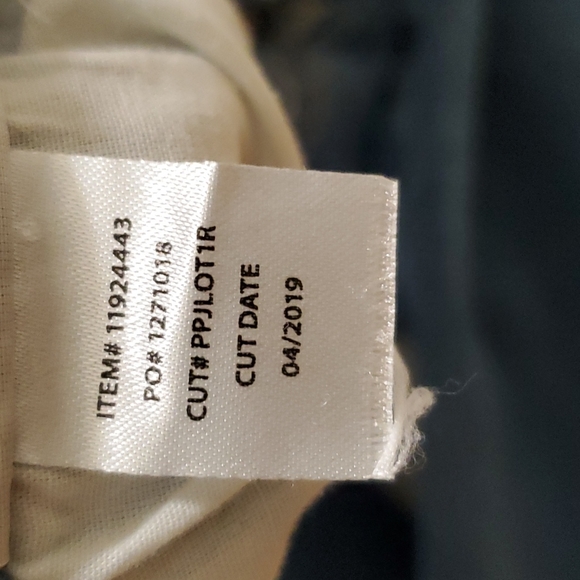 ITEM# 11924443
PO# 1271018
CUT# PPJLOT1R
CUT DATE
04/2019